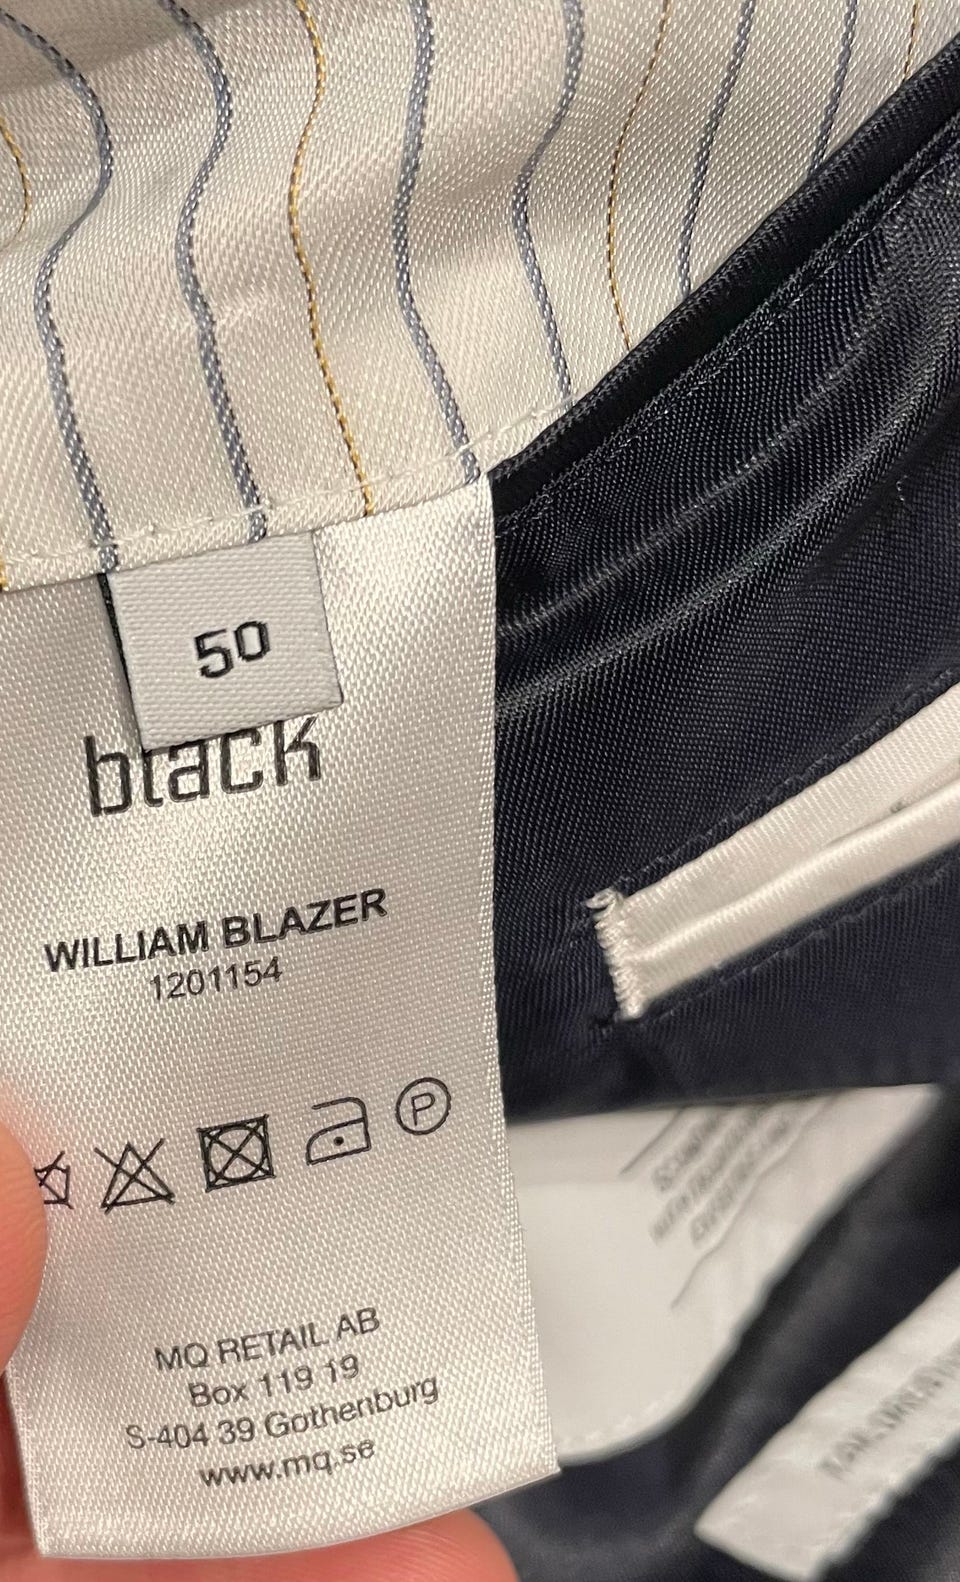 50
black
WILLIAM BLAZER
1201154
P
MQ RETAIL AB
Box 119 19
S-404 39 Gothenburg
www.mq.se